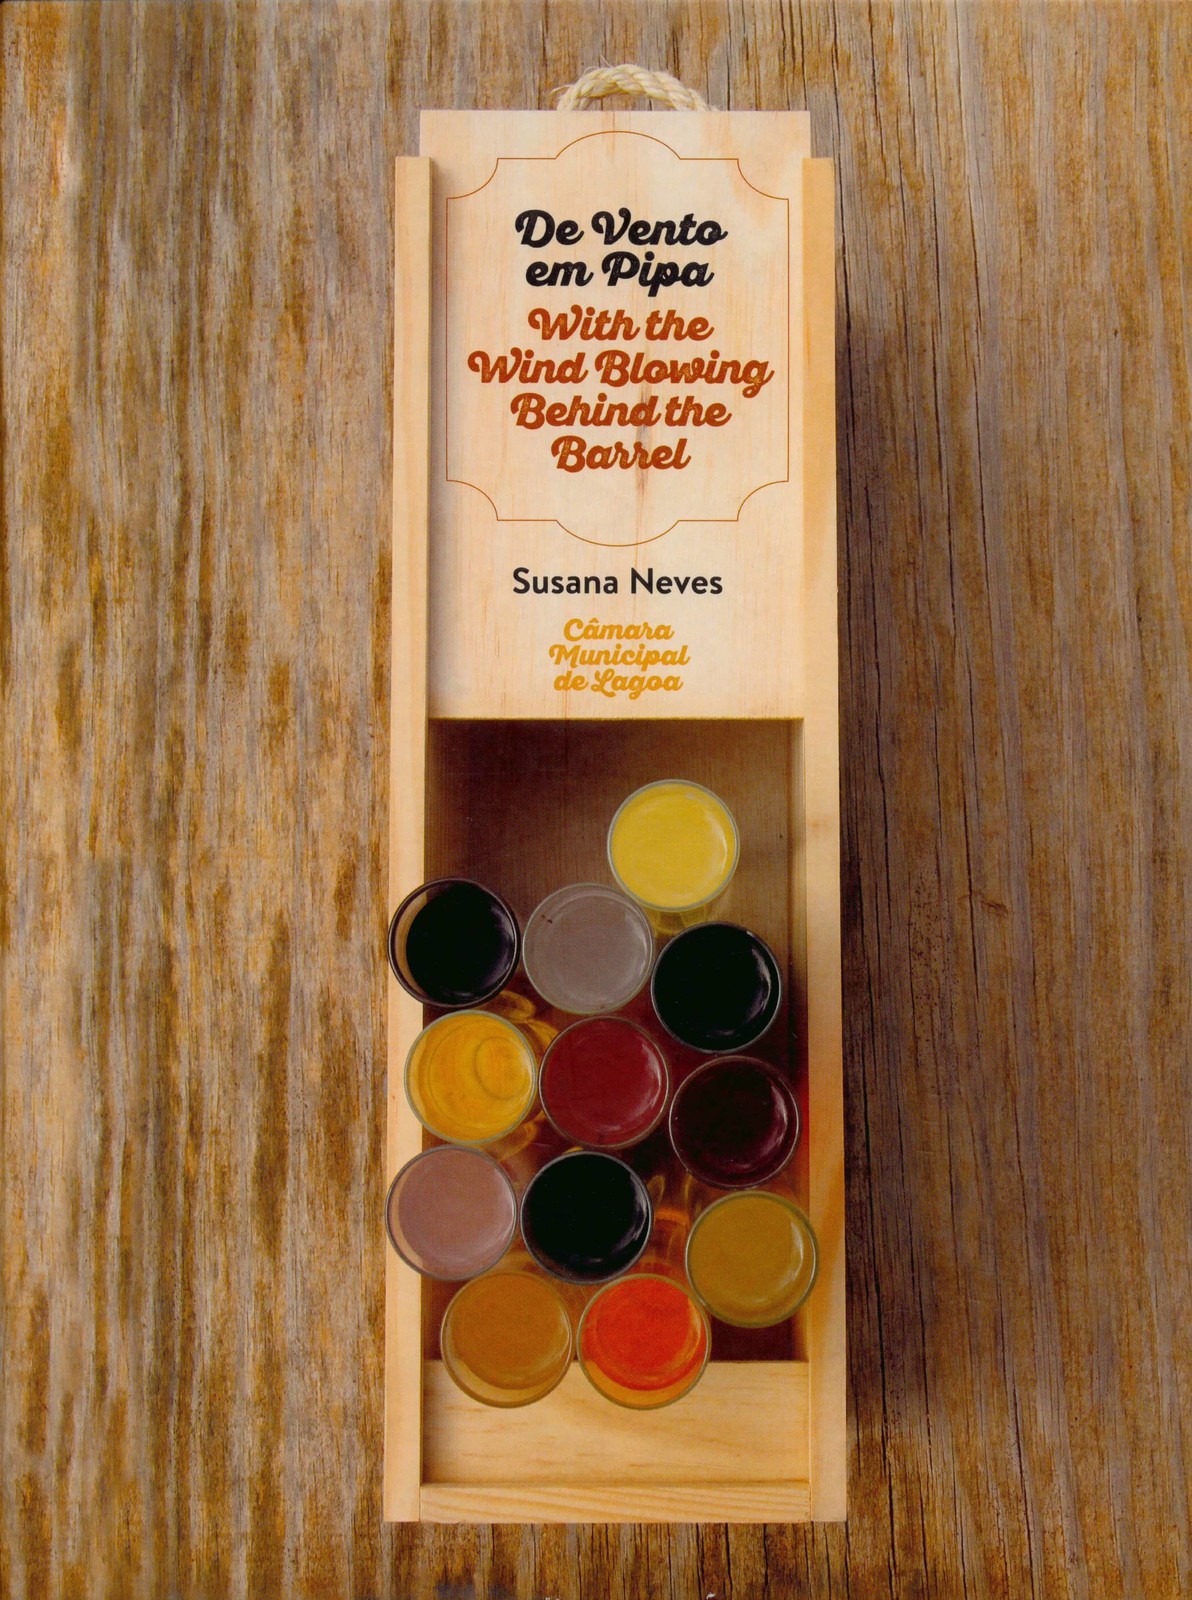 De Vento
em Pipa
With the
Wind Blowing
Behind the
Barrel
Susana Neves
Câmara
Municipal
de Lagoa